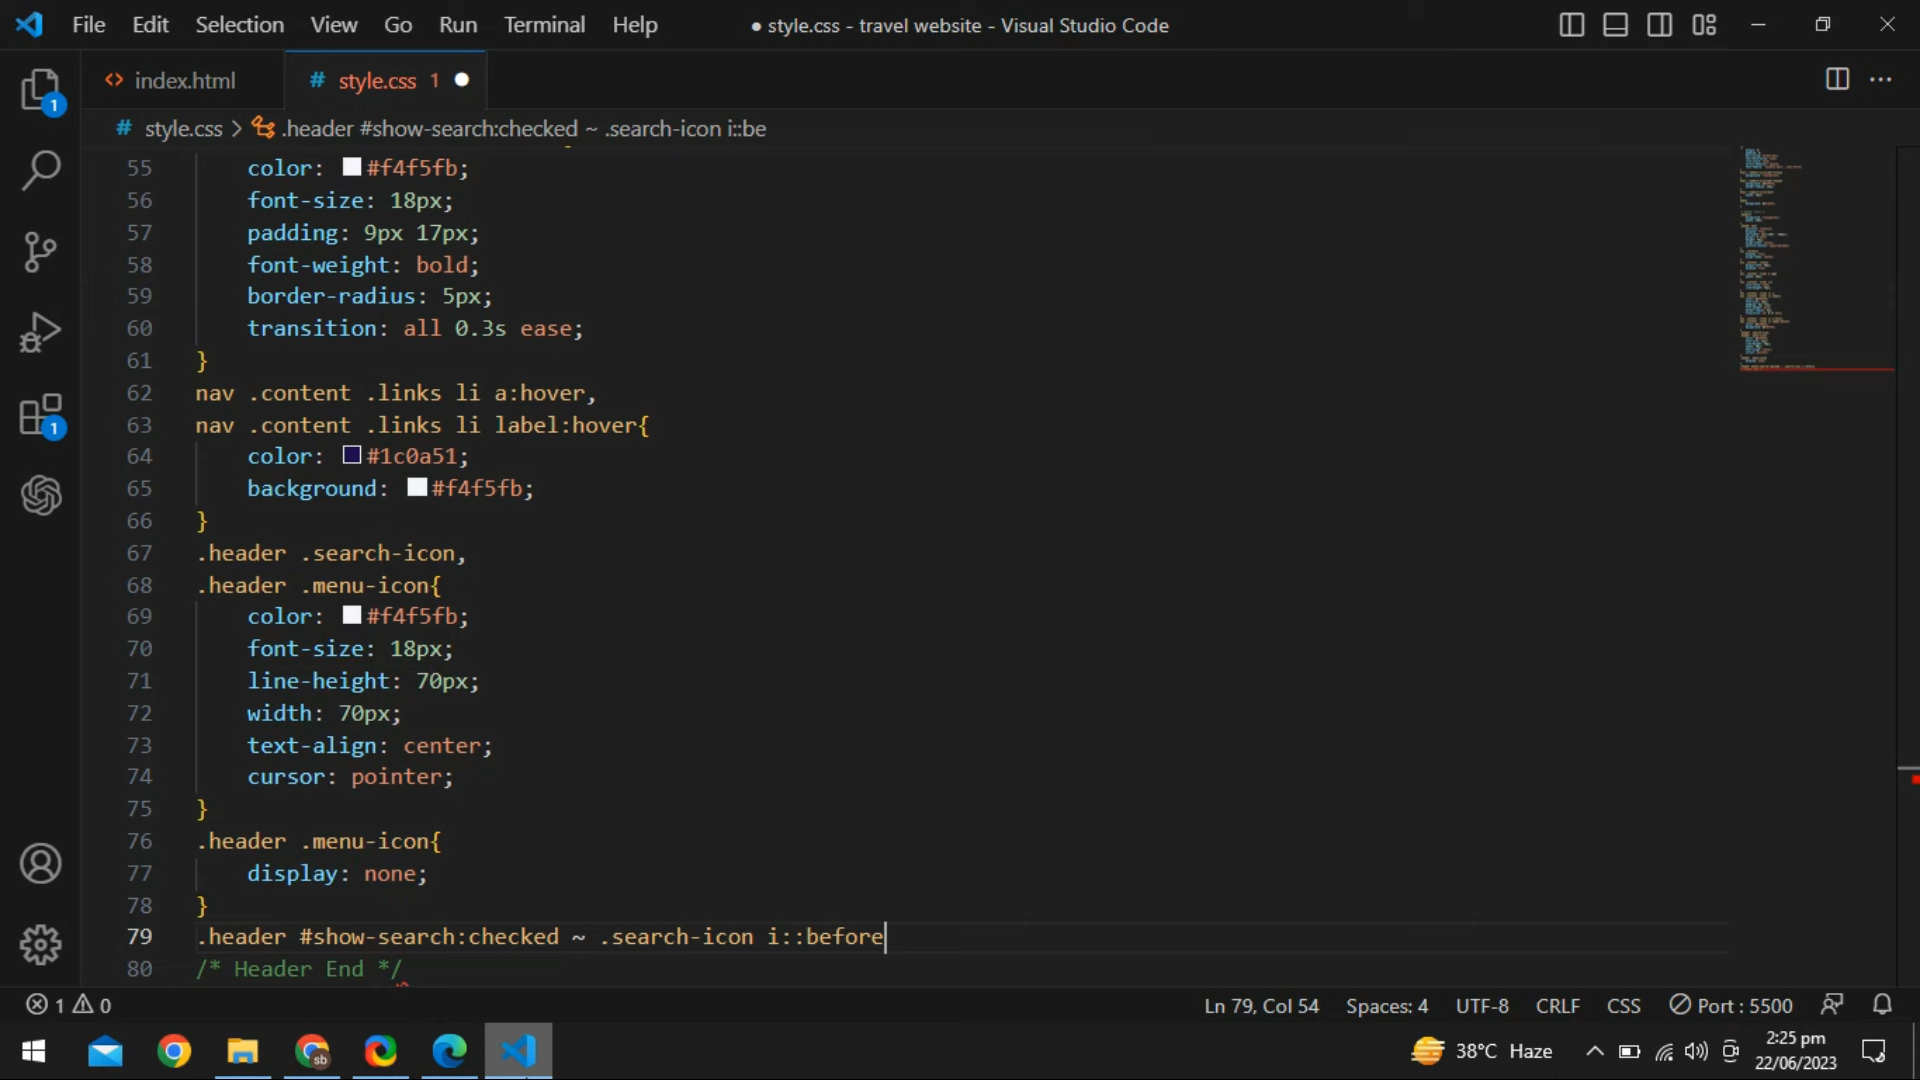 File Edit Selection View Go Run Terminal Help ● style.css - travel website - Visual Studio Code
<> index.html # style.css 1 ●
# style.css > .header #show-search:checked ~ .search-icon i::be
55 color: #f4f5fb;
56 font-size: 18px;
57 padding: 9px 17px;
58 font-weight: bold;
59 border-radius: 5px;
60 transition: all 0.3s ease;
61 }
62 nav .content .links li a:hover,
63 nav .content .links li label:hover{
64 color: #1c0a51;
65 background: #f4f5fb;
66 }
67 .header .search-icon,
68 .header .menu-icon{
69 color: #f4f5fb;
70 font-size: 18px;
71 line-height: 70px;
72 width: 70px;
73 text-align: center;
74 cursor: pointer;
75 }
76 .header .menu-icon{
77 display: none;
78 }
79 .header #show-search:checked ~ .search-icon i::before
80 /* Header End */
1
1
1 0 Ln 79, Col 54 Spaces: 4 UTF-8 CRLF CSS Port : 5500
sb 38°C Haze 2:25 pm
22/06/2023